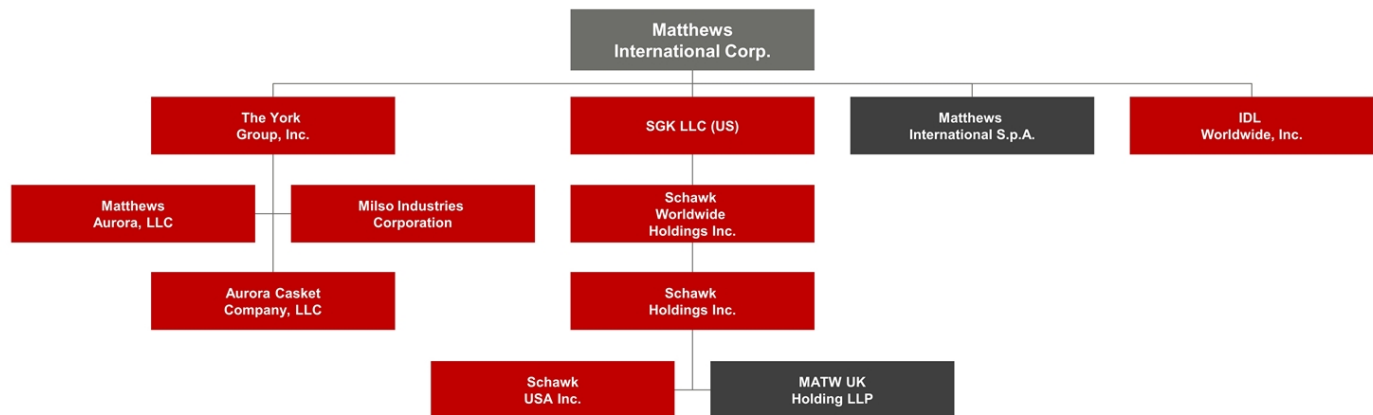 Matthews
International Corp.
The York
Group, Inc.
SGK LLC (US)
Matthews
International S.p.A.
IDL
Worldwide, Inc.
Matthews
Aurora, LLC
Milso Industries
Corporation
Schawk
Worldwide
Holdings Inc.
Aurora Casket
Company, LLC
Schawk
Holdings Inc.
Schawk
USA Inc.
MATW UK
Holding LLP